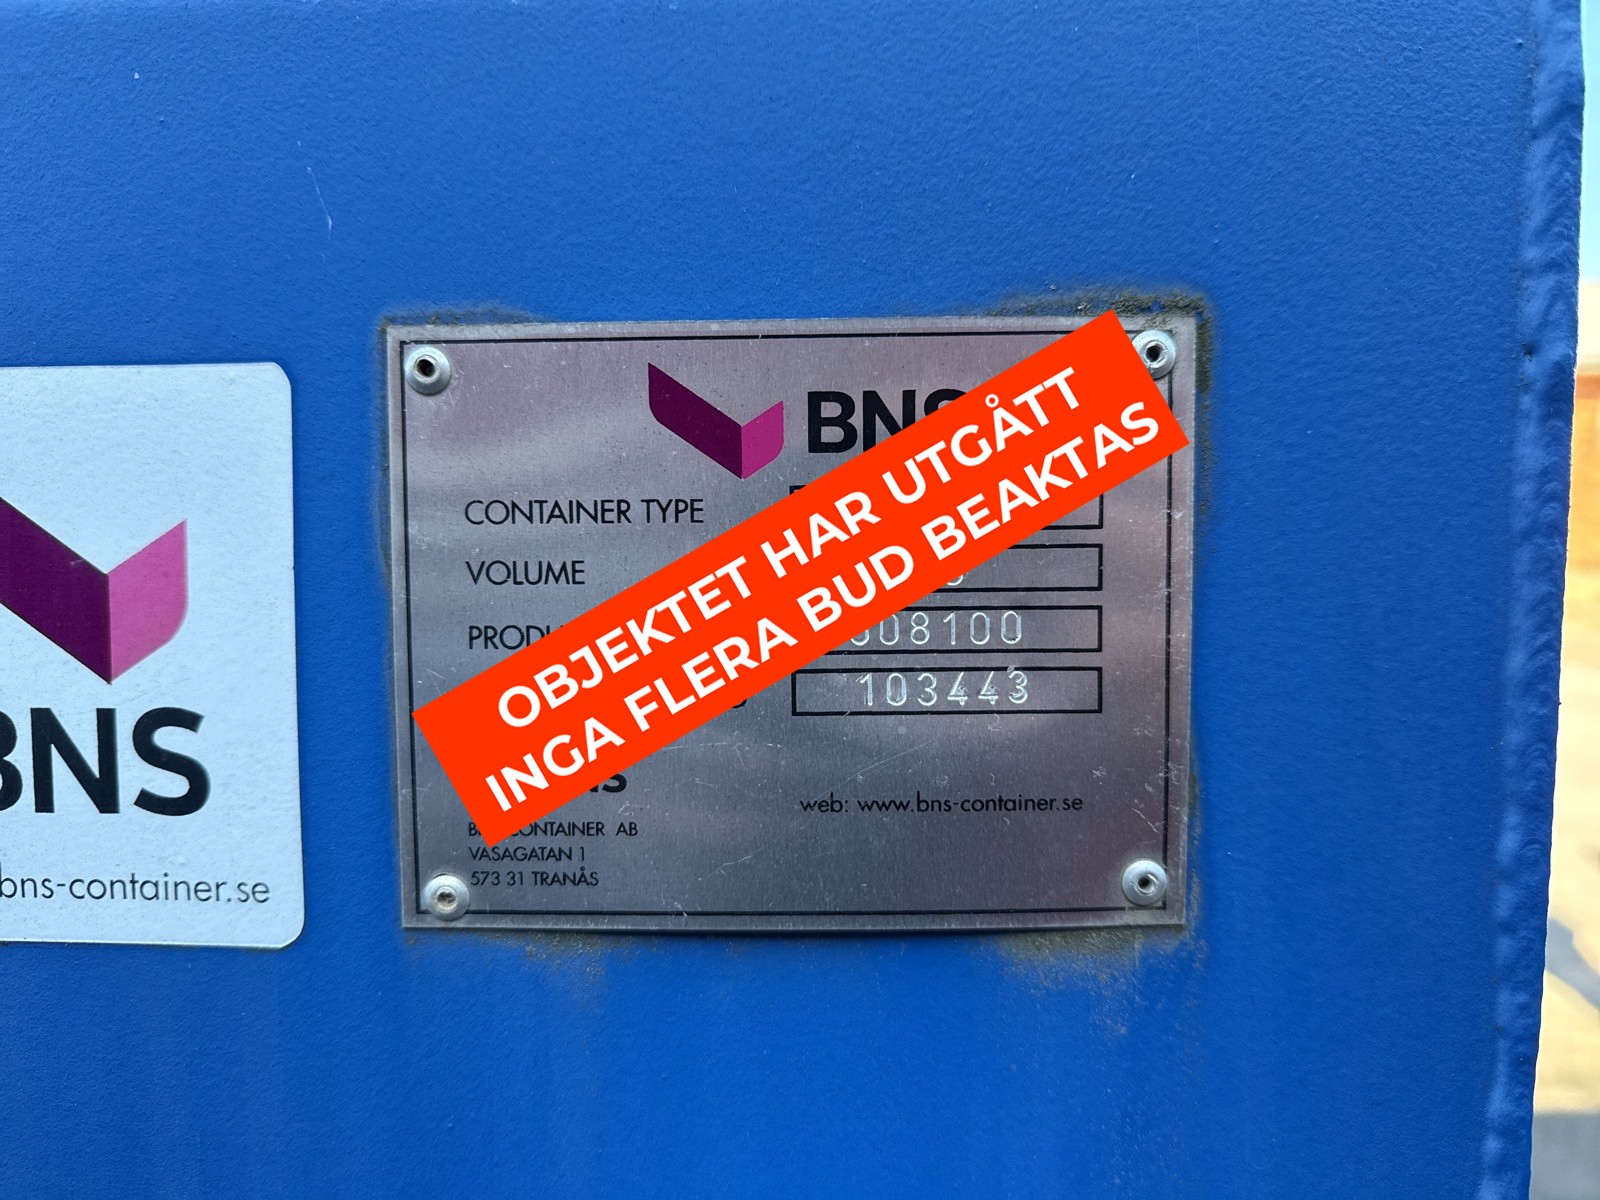 BNS
CONTAINER TYPE
VOLUME
103443
web: www.bns-container.se
CONTAINER AB
VASAGATAN 1
573 31 TRANÅS
OBJEKTET HAR UTGÅTT
INGA FLERA BUD BEAKTAS
BNS
bns-container.se